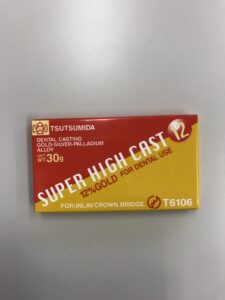 TSUTSUMIDA
DENTAL CASTING
GOLD-SILVER-PALLADIUM
ALLOY
NET
WT 30g
SUPER HIGH CAST 12
12%GOLD FOR DENTAL USE
FOR:INLAY.CROWN.BRIDGE.
T6106